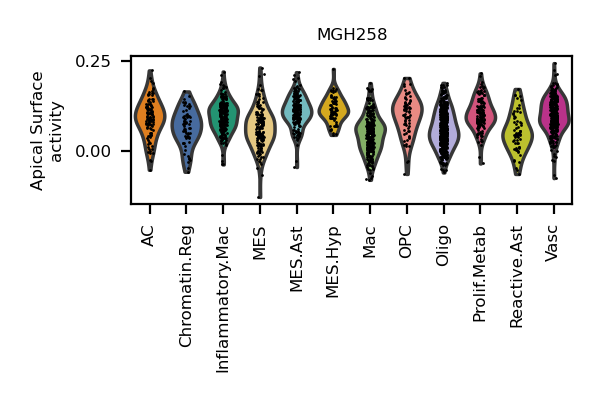 MGH258
Apical Surface
activity
0.25
0.00
AC
Chromatin.Reg
Inflammatory.Mac
MES
MES.Ast
MES.Hyp
Mac
OPC
Oligo
Prolif.Metab
Reactive.Ast
Vasc